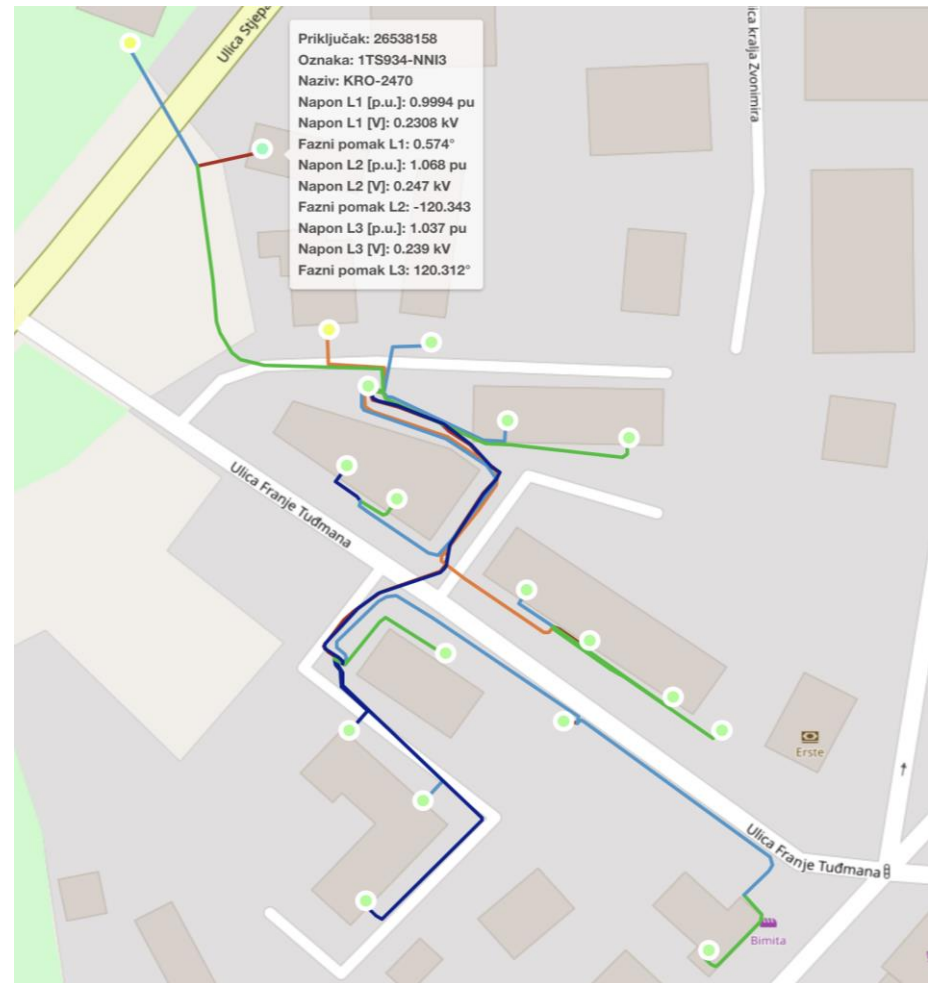 Ulica Stjepa
Priključak: 26538158
Oznaka: 1TS934-NNI3
Naziv: KRO-2470
Napon L1 [p.u.]: 0.9994 pu
Napon L1 [V]: 0.2308 kV
Fazni pomak L1: 0.574°
Napon L2 [p.u.]: 1.068 pu
Napon L2 [V]: 0.247 kV
Fazni pomak L2: -120.343
Napon L3 [p.u.]: 1.037 pu
Napon L3 [V]: 0.239 kV
Fazni pomak L3: 120.312°
ica kralja Zvonimira
Ulica Franje Tuđmana
Erste
Ulica Franje Tuđmana
Bimita